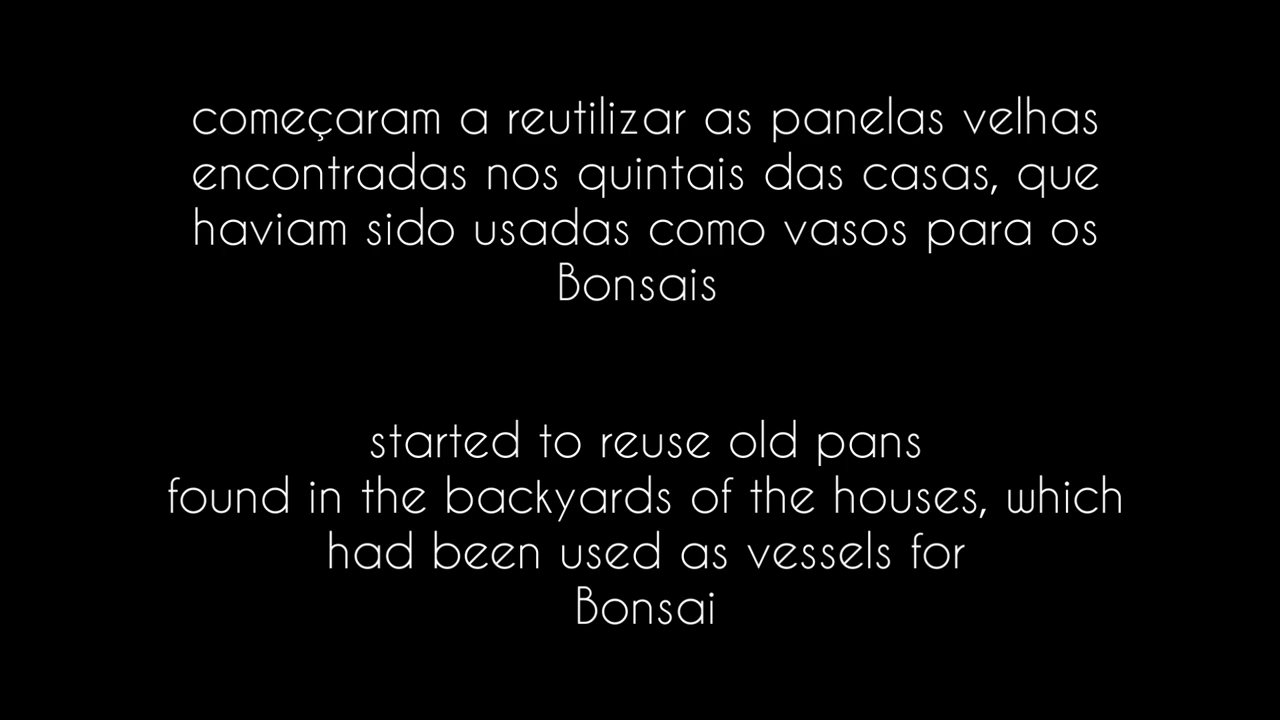 começaram a reutilizar as panelas velhas
encontradas nos quintais das casas, que
haviam sido usadas como vasos para os
Bonsais
started to reuse old pans
found in the backyards of the houses, which
had been used as vessels for
Bonsai